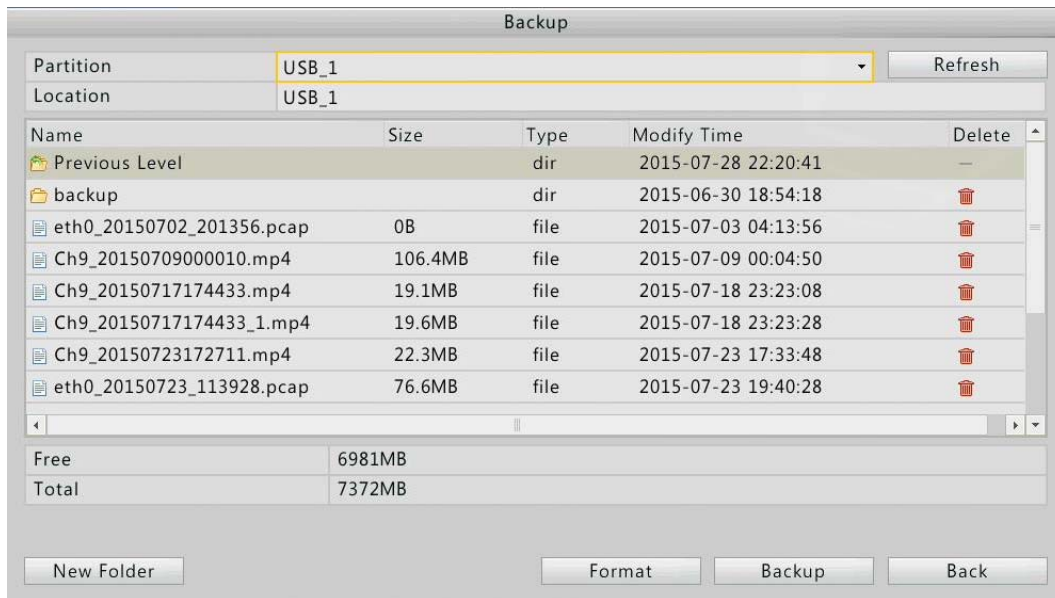 Backup
Partition USB_1 Refresh
Location USB_1
Name Size Type Modify Time Delete
Previous Level dir 2015-07-28 22:20:41 —
backup dir 2015-06-30 18:54:18
eth0_20150702_201356.pcap 0B file 2015-07-03 04:13:56
Ch9_20150709000010.mp4 106.4MB file 2015-07-09 00:04:50
Ch9_20150717174433.mp4 19.1MB file 2015-07-18 23:23:08
Ch9_20150717174433_1.mp4 19.6MB file 2015-07-18 23:23:28
Ch9_20150723172711.mp4 22.3MB file 2015-07-23 17:33:48
eth0_20150723_113928.pcap 76.6MB file 2015-07-23 19:40:28
Free 6981MB
Total 7372MB
New Folder Format Backup Back